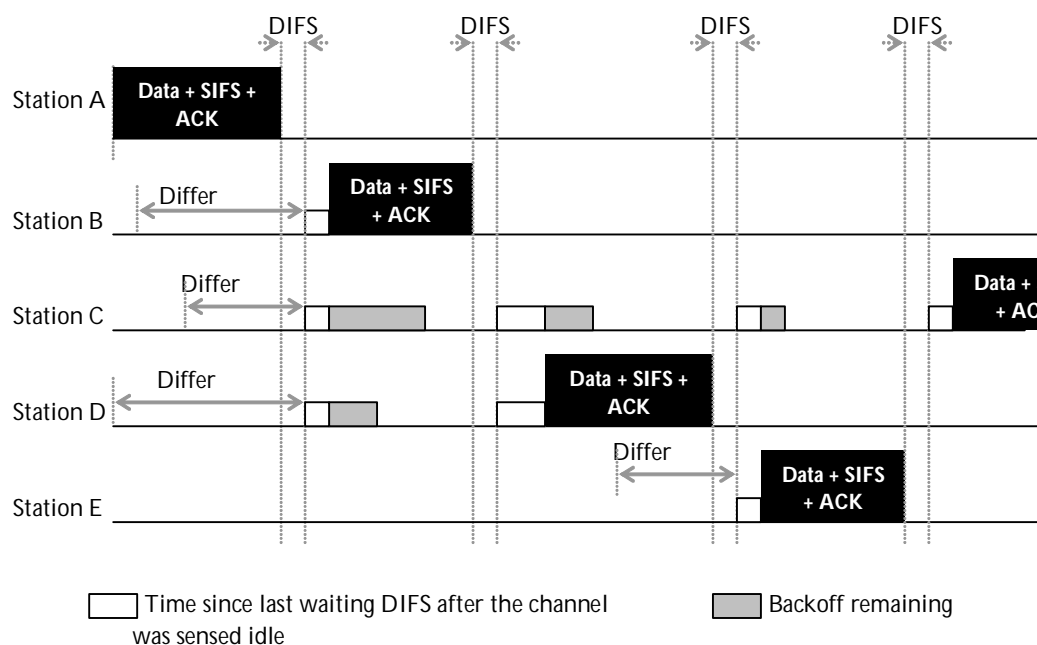 DIFS DIFS DIFS DIFS
Station A
Data + SIFS +
ACK
Station B
Differ
Data + SIFS
+ ACK
Station C
Differ
Data +
+ AC
Station D
Differ
Data + SIFS +
ACK
Station E
Differ
Data + SIFS
+ ACK
Time since last waiting DIFS after the channel
was sensed idle
Backoff remaining